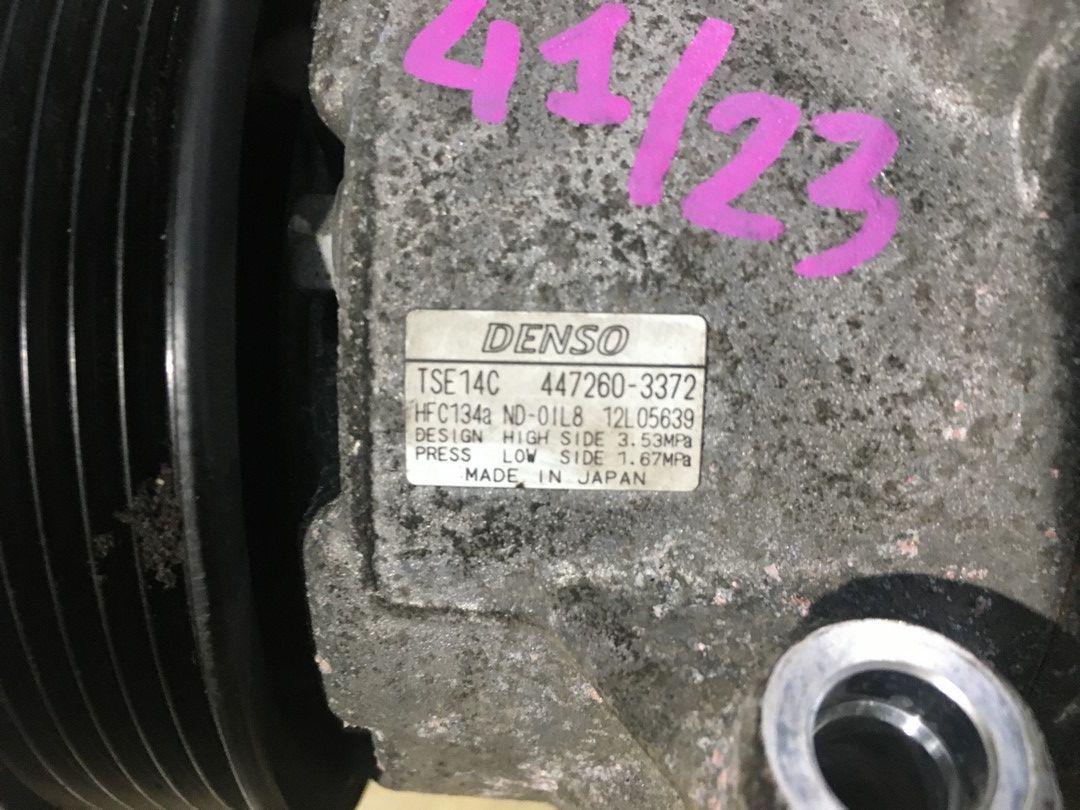 41/23
DENSO
TSE14C 447260-3372
HFC134a ND-OIL8 12L05639
DESIGN HIGH SIDE 3.53MPa
PRESS LOW SIDE 1.67MPa
MADE IN JAPAN